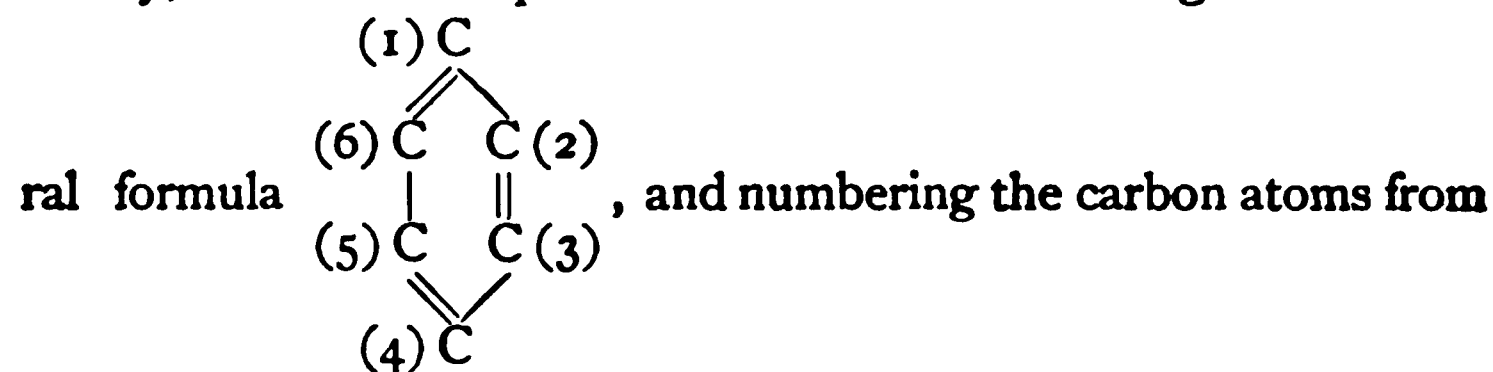 (1) C
(6) C C (2)
ral formula , and numbering the carbon atoms from
(5) C C (3)
(4) C